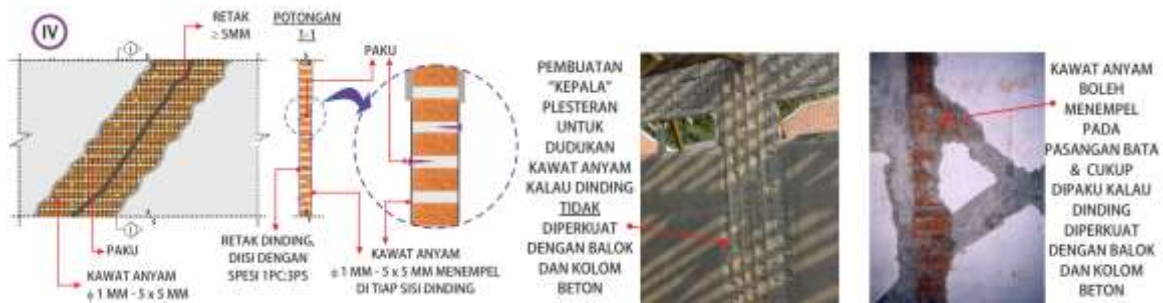 IV
RETAK
≥ 5MM
POTONGAN
1-1
PAKU
1
1
PAKU
KAWAT ANYAM
ɸ 1 MM - 5 x 5 MM
RETAK DINDING,
DIISI DENGAN
SPESI 1PC:3PS
KAWAT ANYAM
ɸ 1 MM - 5 x 5 MM MENEMPEL
DI TIAP SISI DINDING
PEMBUATAN
"KEPALA"
PLESTERAN
UNTUK
DUDUKAN
KAWAT ANYAM
KALAU DINDING
TIDAK
DIPERKUAT
DENGAN BALOK
DAN KOLOM
BETON
KAWAT ANYAM
BOLEH
MENEMPEL
PADA
PASANGAN BATA
& CUKUP
DIPAKU KALAU
DINDING
DIPERKUAT
DENGAN BALOK
DAN KOLOM
BETON